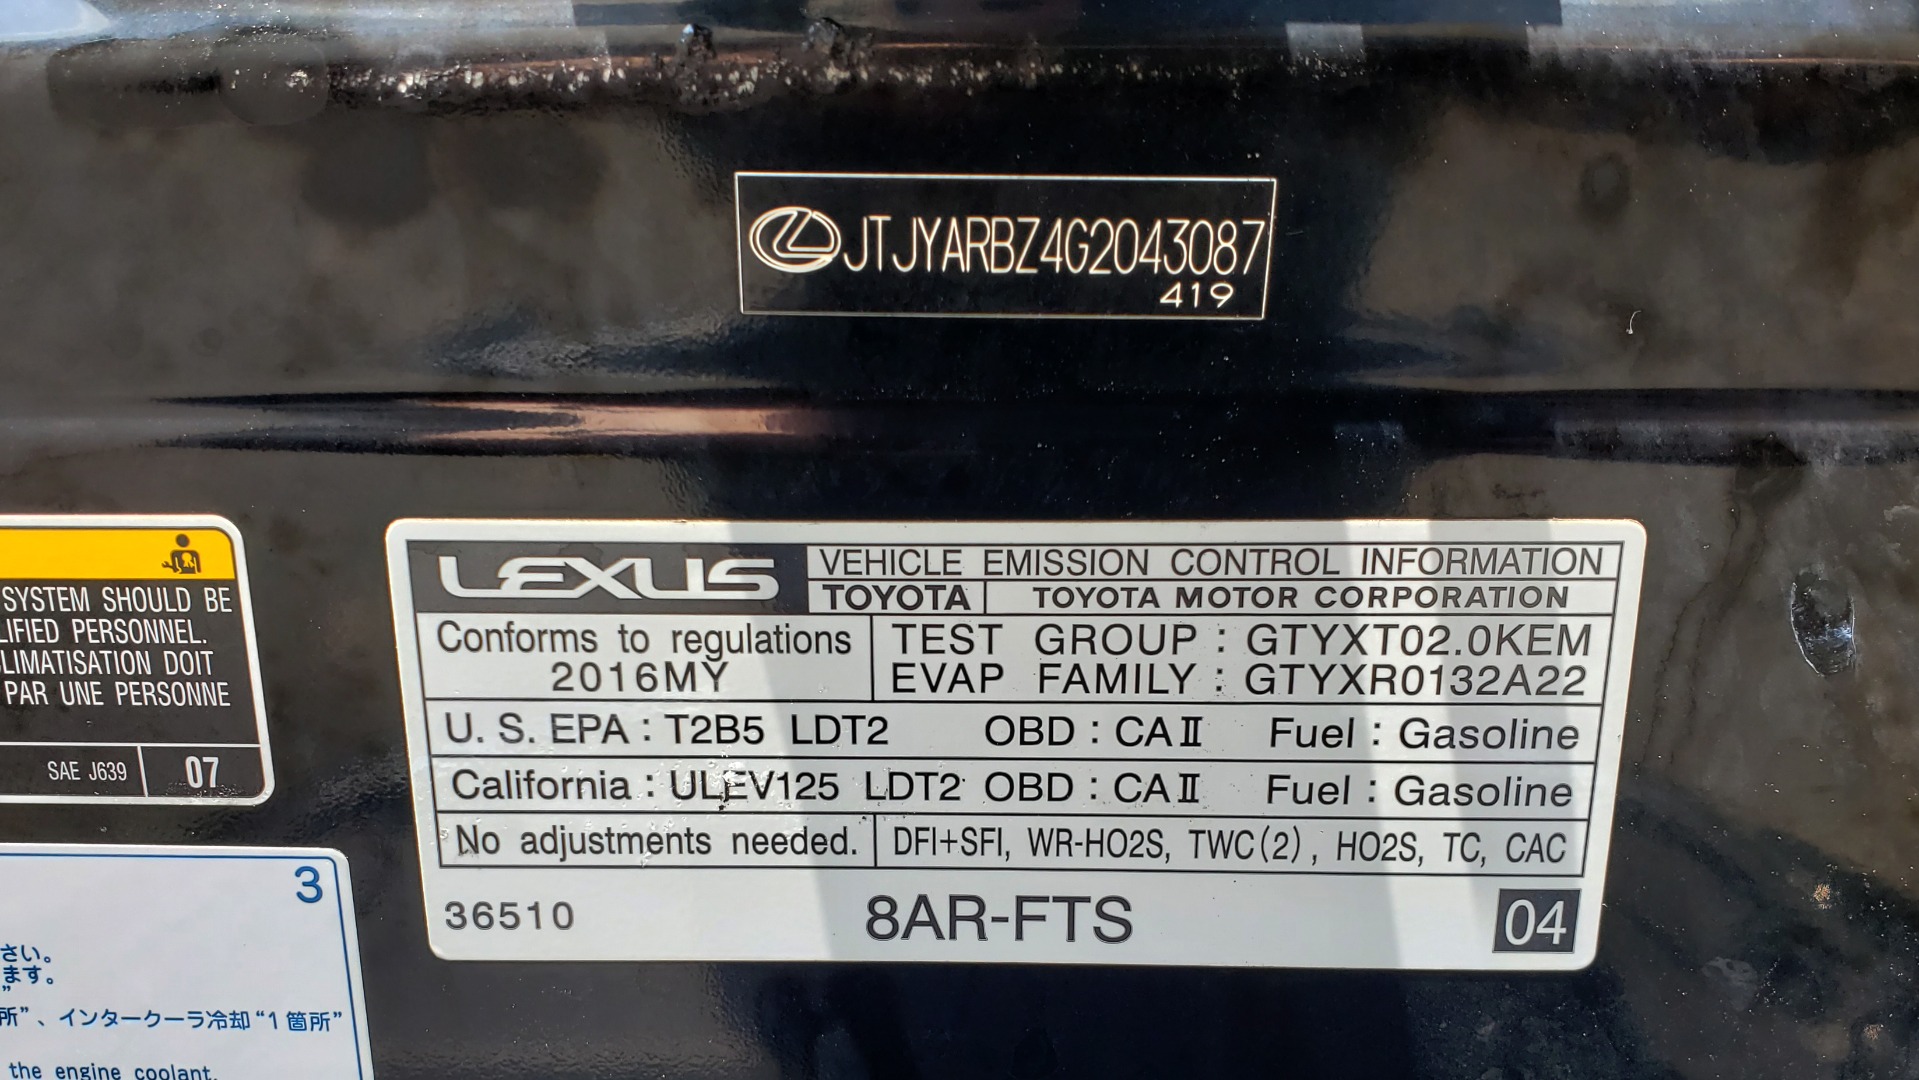 JTJYARBZ4G2043087
419
SYSTEM SHOULD BE
LIFIED PERSONNEL.
LIMATISATION DOIT
PAR UNE PERSONNE
SAE J639 07
LEXUS VEHICLE EMISSION CONTROL INFORMATION
TOYOTA TOYOTA MOTOR CORPORATION
Conforms to regulations
2016MY
TEST GROUP : GTYXT02.0KEM
EVAP FAMILY : GTYXR0132A22
U. S. EPA : T2B5 LDT2 OBD : CAⅡ Fuel : Gasoline
California : ULEV125 LDT2 OBD : CAⅡ Fuel : Gasoline
No adjustments needed. DFI+SFI, WR-HO2S, TWC(2), HO2S, TC, CAC
36510 8AR-FTS 04
3
さい。
ます。
”
所”、インタークーラ冷却“1箇所”
the engine coolant.